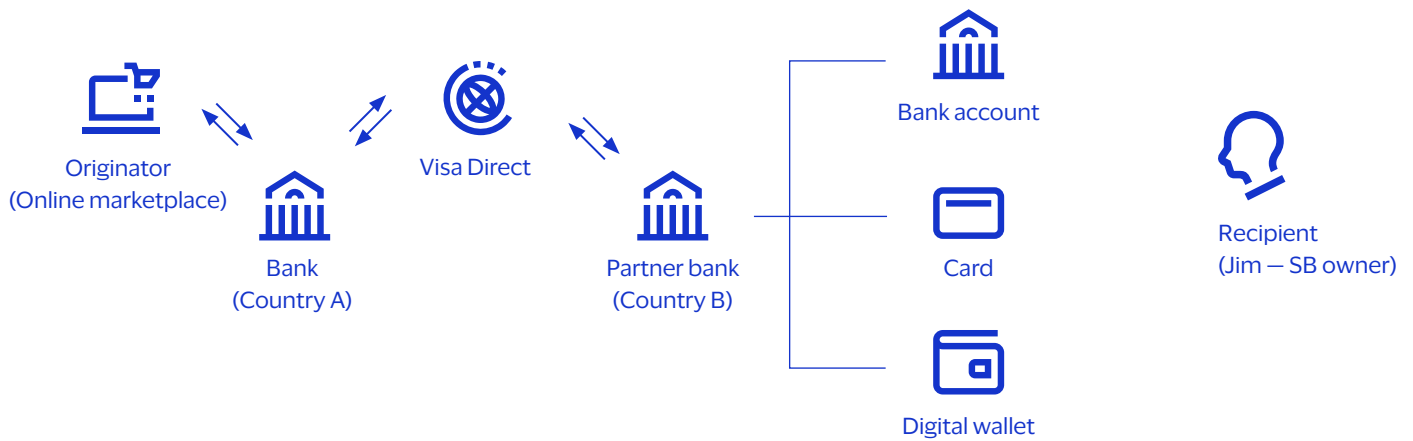 Originator
(Online marketplace)
Bank
(Country A)
Visa Direct
Partner bank
(Country B)
Bank account
Card
Digital wallet
Recipient
(Jim — SB owner)